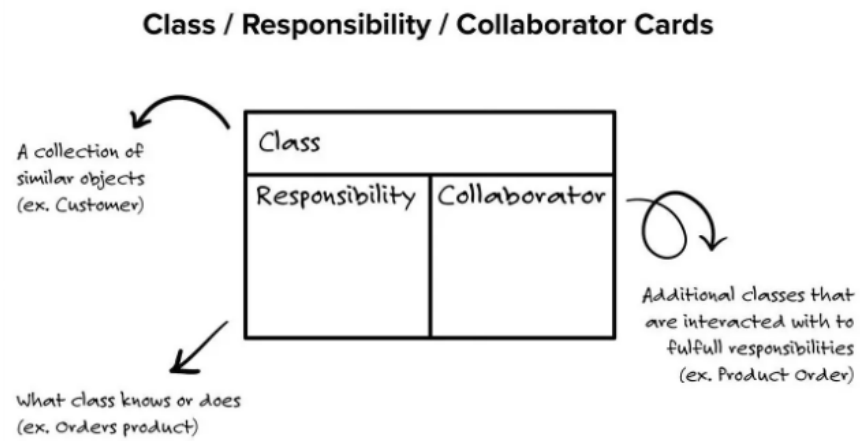 Class / Responsibility / Collaborator Cards
Class
A collection of
similar objects
(ex. Customer)
Responsibility
Collaborator
Additional classes that
are interacted with to
fulfull responsibilities
(ex. Product Order)
What class knows or does
(ex. Orders product)